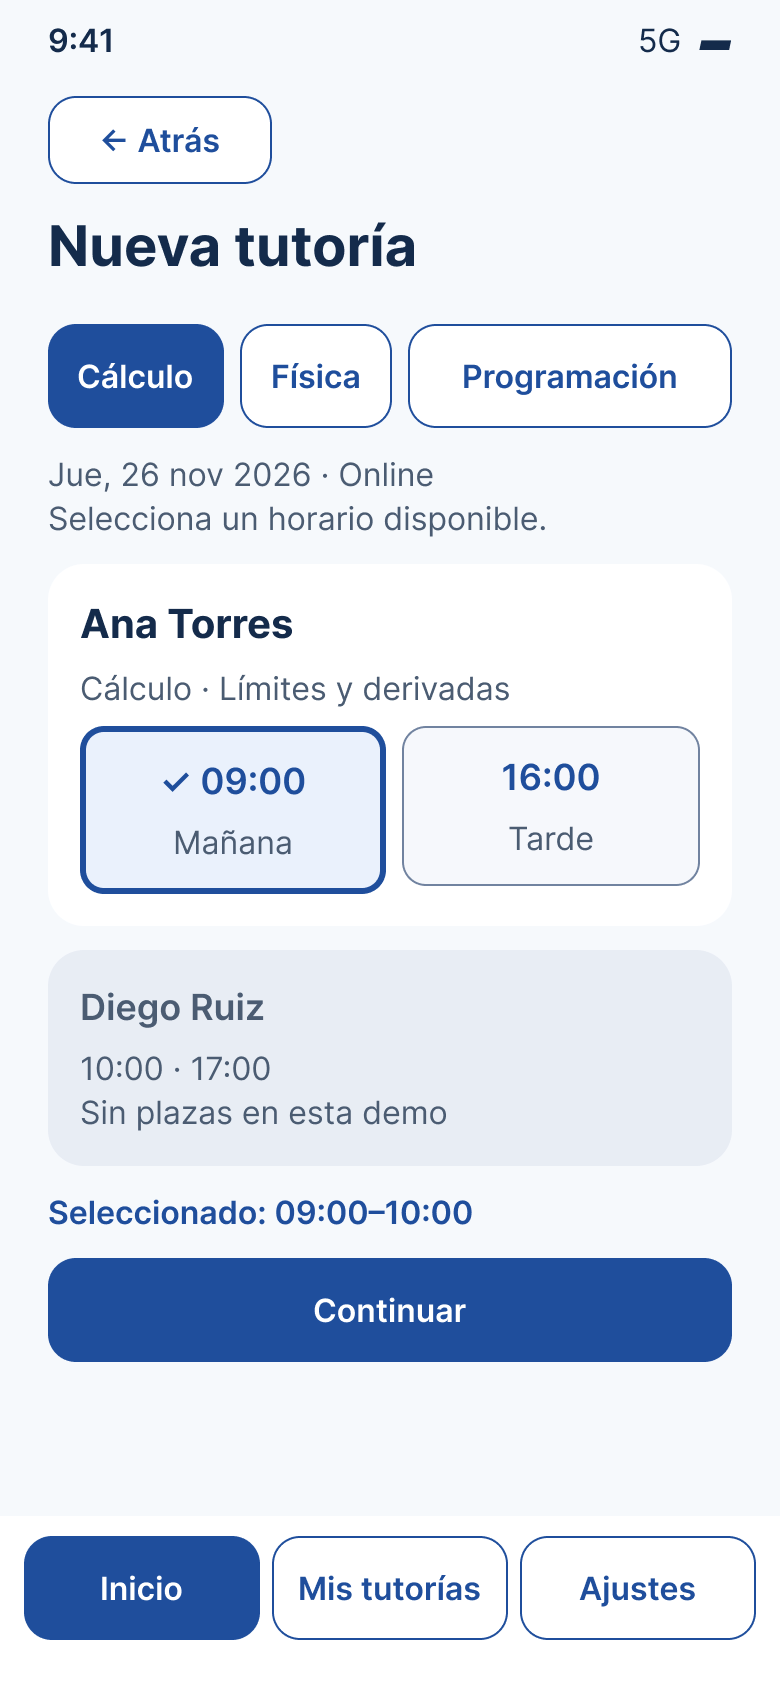 9:41 5G
← Atrás
Nueva tutoría
Cálculo Física Programación
Jue, 26 nov 2026 · Online
Selecciona un horario disponible.
Ana Torres
Cálculo · Límites y derivadas
✓ 09:00 16:00
Mañana Tarde
Diego Ruiz
10:00 · 17:00
Sin plazas en esta demo
Seleccionado: 09:00–10:00
Continuar
Inicio Mis tutorías Ajustes